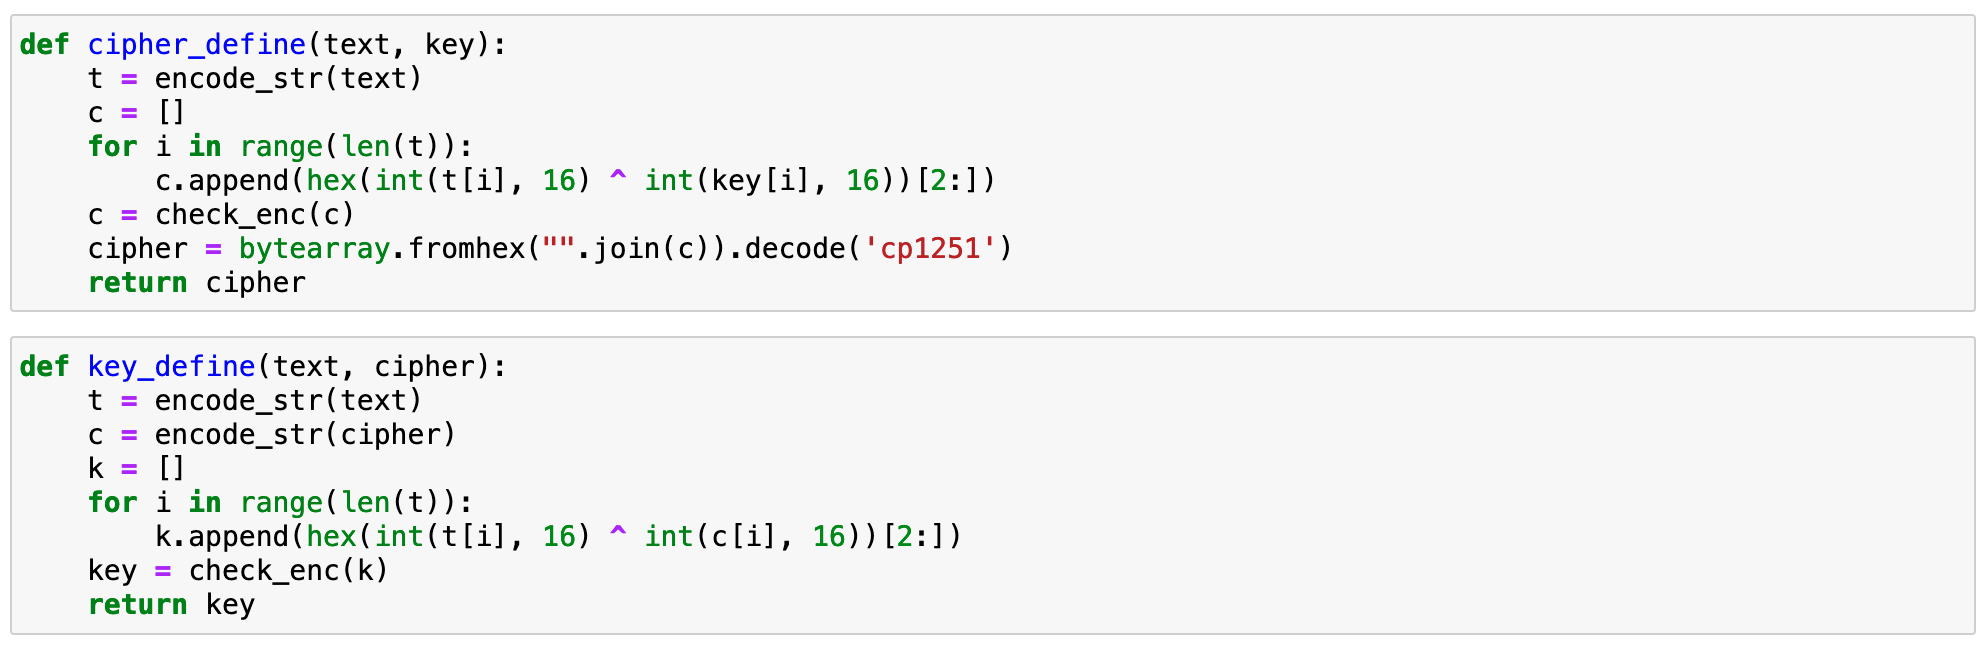 def cipher_define(text, key):
    t = encode_str(text)
    c = []
    for i in range(len(t)):
        c.append(hex(int(t[i], 16) ^ int(key[i], 16))[2:])
    c = check_enc(c)
    cipher = bytearray.fromhex("".join(c)).decode('cp1251')
    return cipher
def key_define(text, cipher):
    t = encode_str(text)
    c = encode_str(cipher)
    k = []
    for i in range(len(t)):
        k.append(hex(int(t[i], 16) ^ int(c[i], 16))[2:])
    key = check_enc(k)
    return key